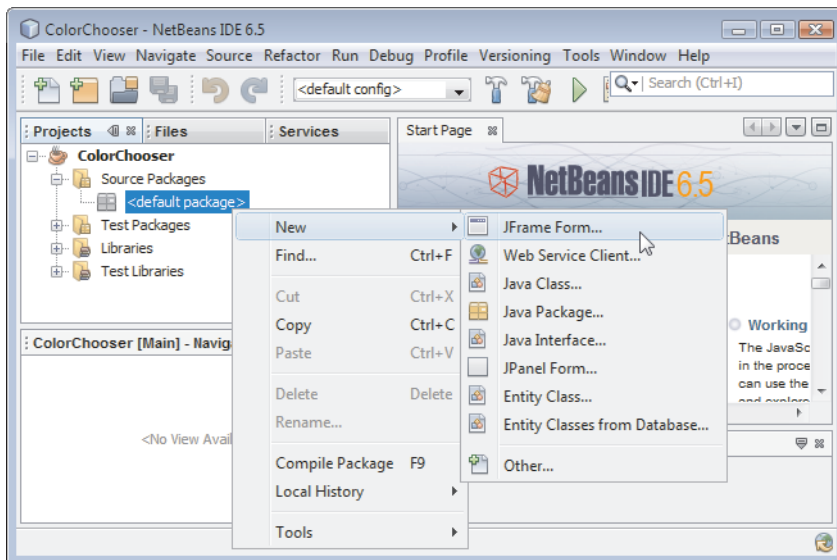 ColorChooser - NetBeans IDE 6.5
File Edit View Navigate Source Refactor Run Debug Profile Versioning Tools Window Help
<default config>
Search (Ctrl+I)
Projects
Files
Services
Start Page
ColorChooser
Source Packages
<default package>
Test Packages
Libraries
Test Libraries
NetBeans IDE 6.5
New
Find... Ctrl+F
Cut Ctrl+X
Copy Ctrl+C
Paste Ctrl+V
Delete Delete
Rename...
Compile Package F9
Local History
Tools
JFrame Form...
Web Service Client...
Java Class...
Java Package...
Java Interface...
JPanel Form...
Entity Class...
Entity Classes from Database...
Other...
Beans
Working
The JavaSc
in the proce
can use the
and explore
ColorChooser [Main] - Navig
<No View Avai